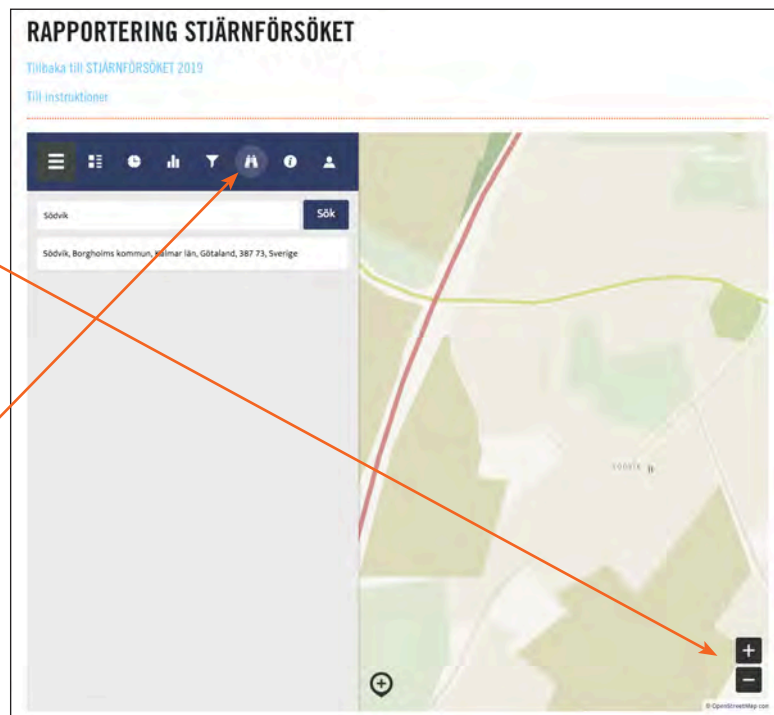 RAPPORTERING STJÄRNFÖRSÖKET
Tillbaka till STJÄRNFÖRSÖKET 2019
Till instruktioner
Södvik
Sök
Södvik, Borgholms kommun, Kalmar län, Götaland, 387 73, Sverige
SÖDVIK
+
−
© OpenStreetMap con